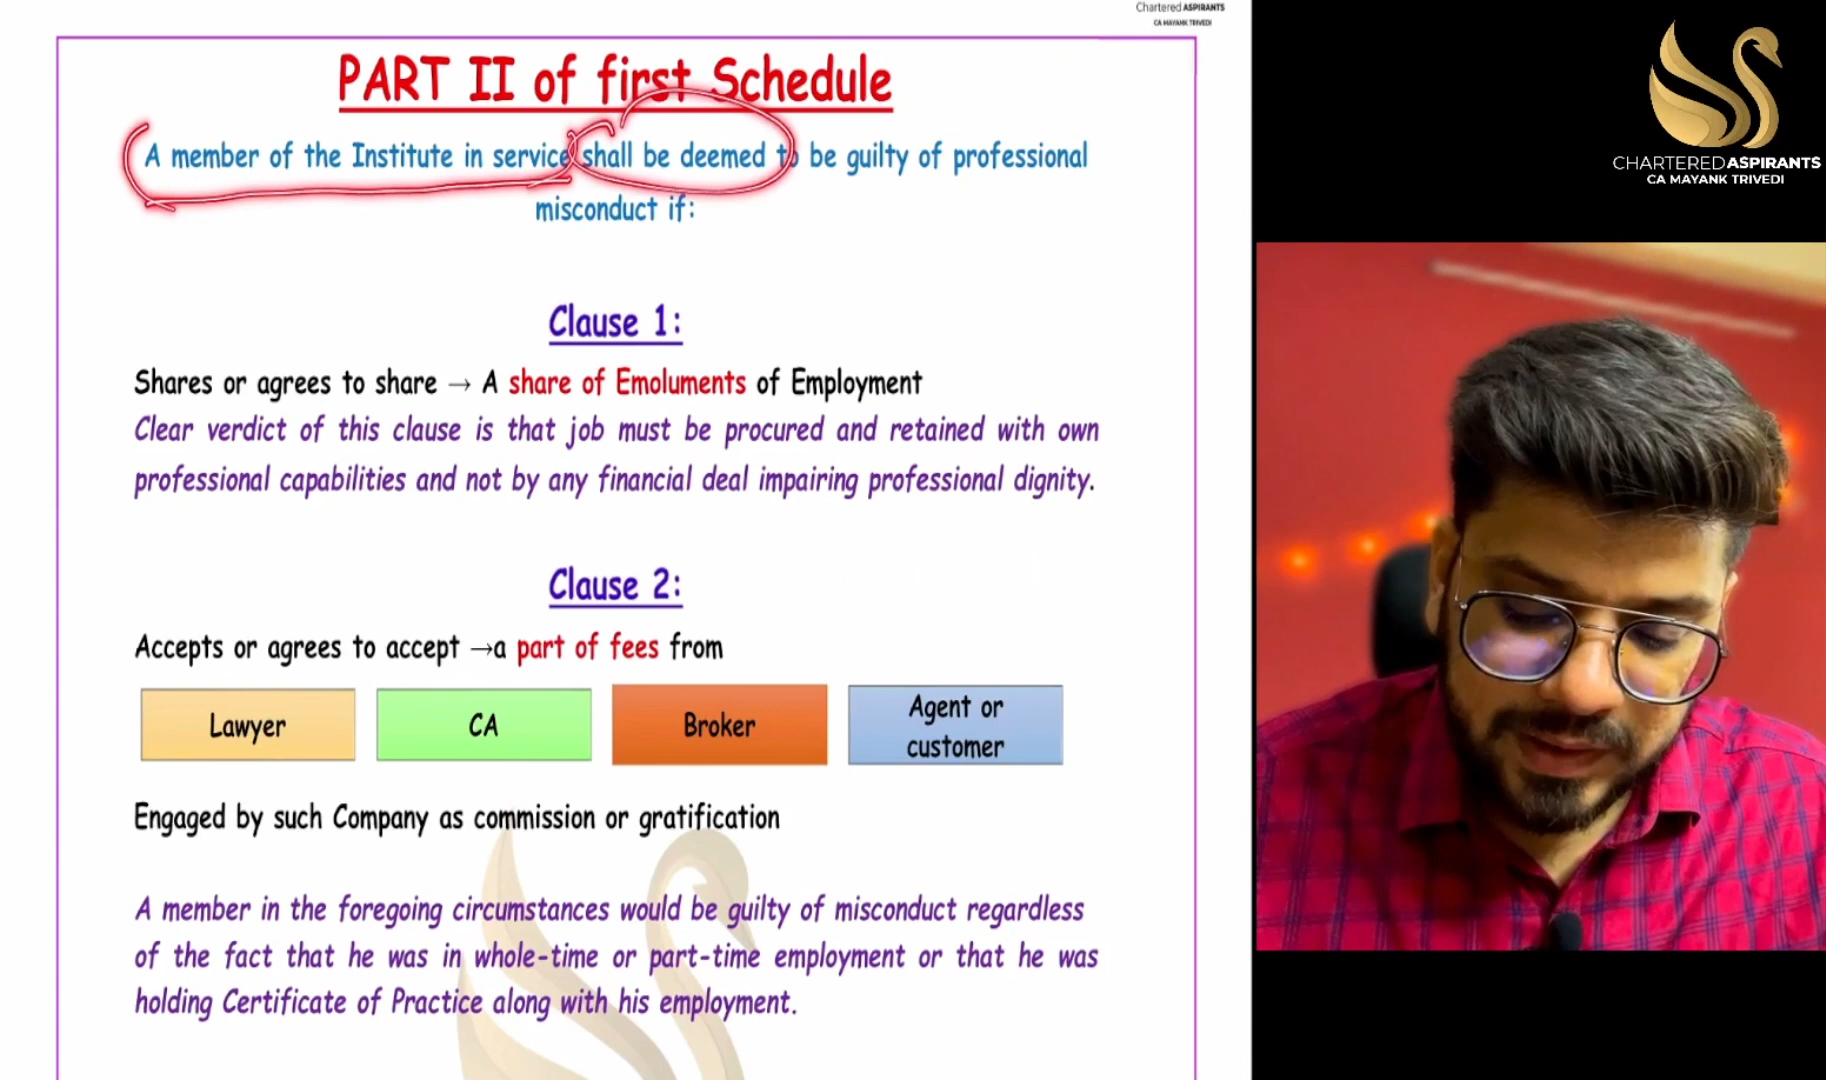 Chartered ASPIRANTS
CA MAYANK TRIVEDI
PART II of first Schedule
A member of the Institute in service shall be deemed to be guilty of professional
misconduct if:
Clause 1:
Shares or agrees to share → A share of Emoluments of Employment
Clear verdict of this clause is that job must be procured and retained with own
professional capabilities and not by any financial deal impairing professional dignity.
Clause 2:
Accepts or agrees to accept →a part of fees from
Lawyer
CA
Broker
Agent or
customer
Engaged by such Company as commission or gratification
A member in the foregoing circumstances would be guilty of misconduct regardless
of the fact that he was in whole-time or part-time employment or that he was
holding Certificate of Practice along with his employment.
CHARTEREDASPIRANTS
CA MAYANK TRIVEDI